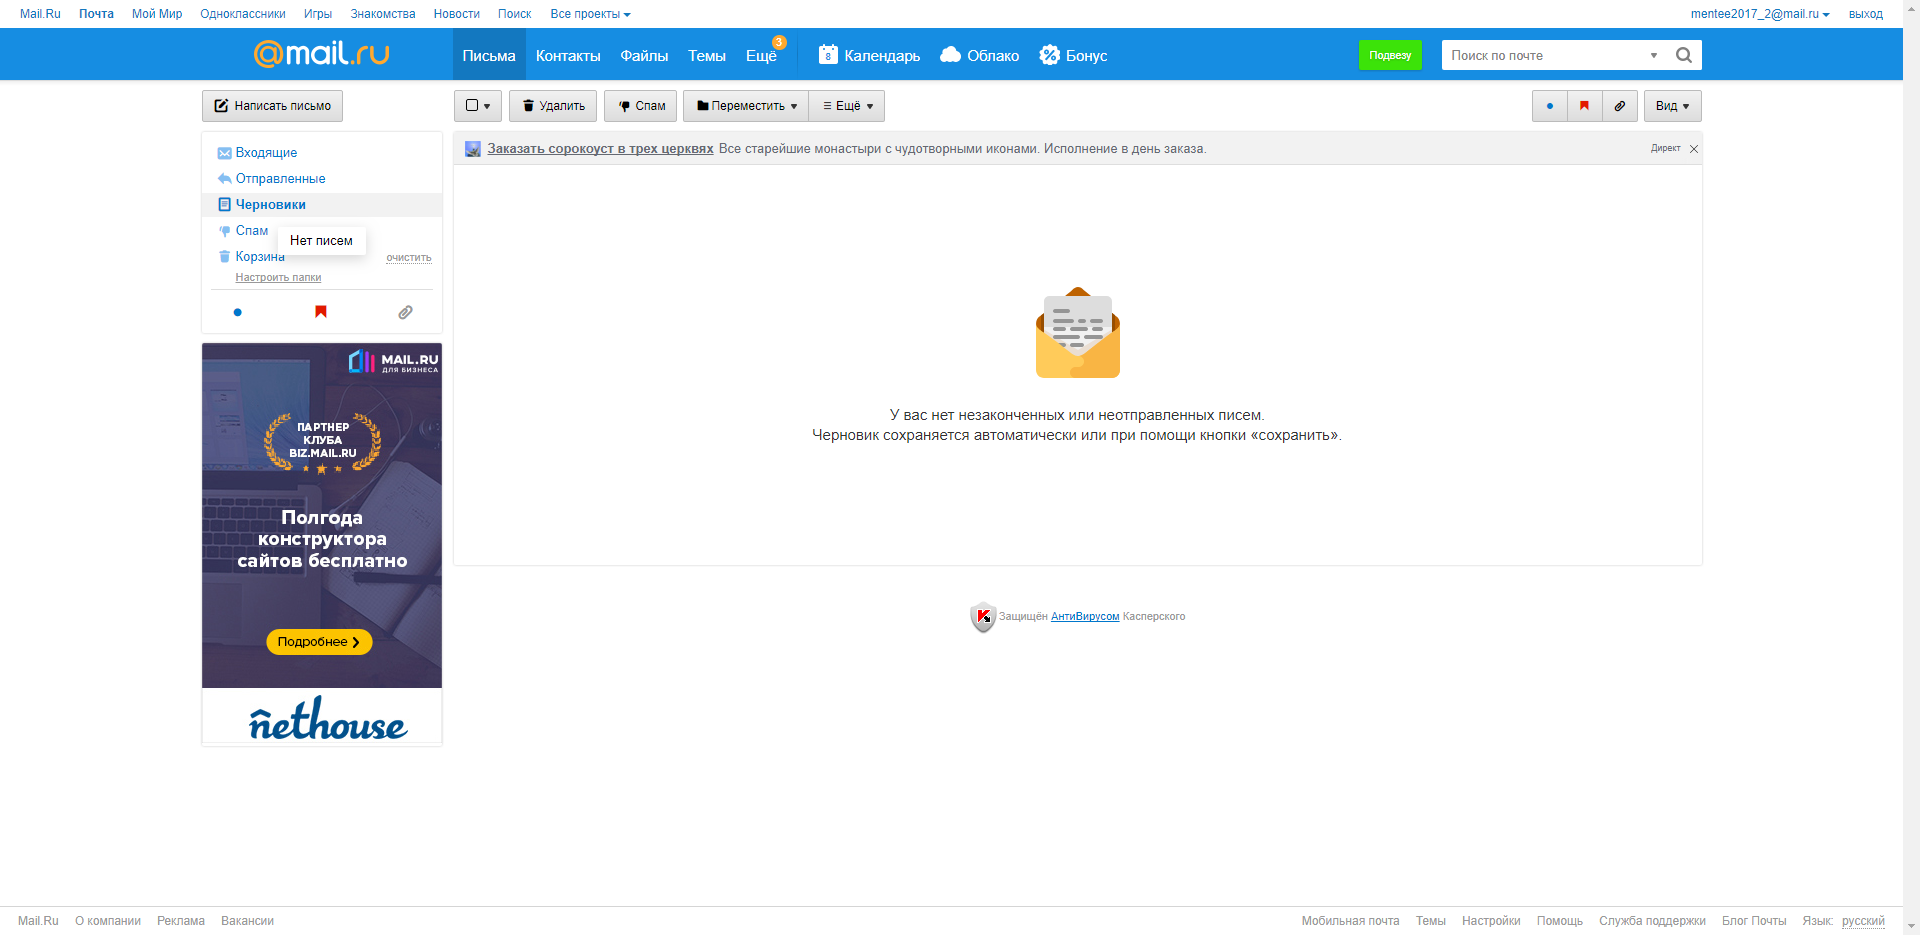 Mail.Ru Почта Мой Мир Одноклассники Игры Знакомства Новости Поиск Все проекты mentee2017_2@mail.ru выход
@mail.ru Письма Контакты Файлы Темы Ещё 3 8 Календарь Облако Бонус Подвезу Поиск по почте
Написать письмо Удалить Спам Переместить Ещё Вид
Заказать сорокоуст в трех церквях Все старейшие монастыри с чудотворными иконами. Исполнение в день заказа. Директ
Входящие
Отправленные
Черновики
Спам
Нет писем
Корзина очистить
Настроить папки
MAIL.RU
ДЛЯ БИЗНЕСА
ПАРТНЕР
КЛУБА
BIZ.MAIL.RU
Полгода
конструктора
сайтов бесплатно
Подробнее
nethouse
У вас нет незаконченных или неотправленных писем.
Черновик сохраняется автоматически или при помощи кнопки «сохранить».
Защищён АнтиВирусом Касперского
Mail.Ru О компании Реклама Вакансии Мобильная почта Темы Настройки Помощь Служба поддержки Блог Почты Язык: русский